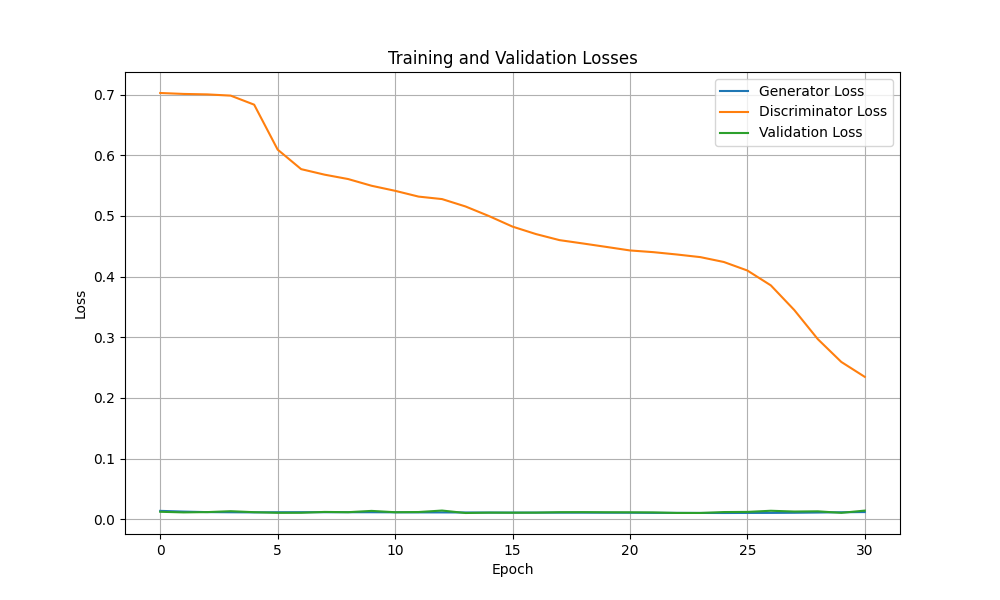 Training and Validation Losses
Generator Loss
Discriminator Loss
Validation Loss
0.7
0.6
0.5
0.4
0.3
0.2
0.1
0.0
Loss
0 5 10 15 20 25 30
Epoch